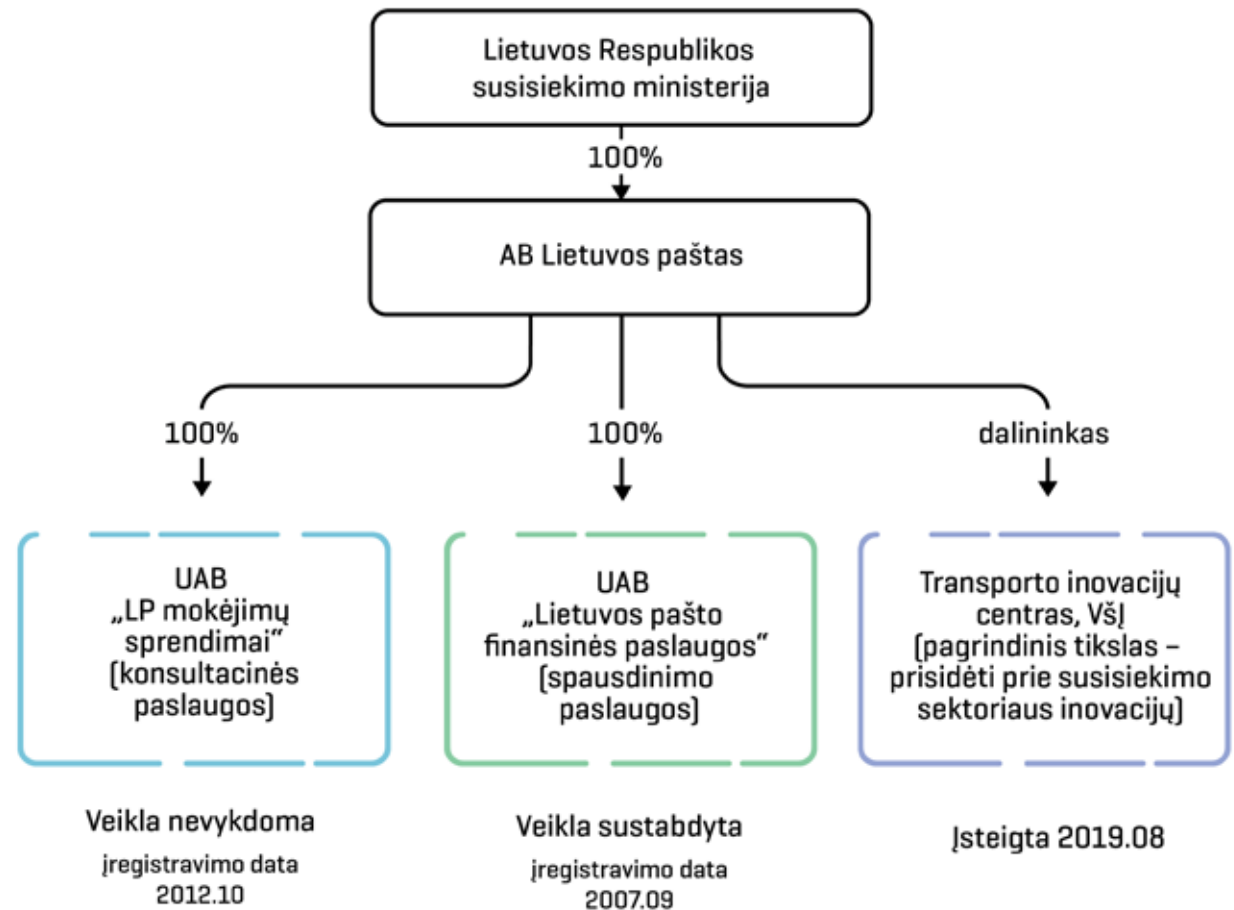 Lietuvos Respublikos
susisiekimo ministerija
100%
AB Lietuvos paštas
100%
100%
dalininkas
UAB
„LP mokėjimų
sprendimai“
[konsultacinės
paslaugos]
UAB
„Lietuvos pašto
finansinės paslaugos“
[spausdinimo
paslaugos]
Transporto inovacijų
centras, VšĮ
[pagrindinis tikslas –
prisidėti prie susisiekimo
sektoriaus inovacijų]
Veikla nevykdoma
įregistravimo data
2012.10
Veikla sustabdyta
įregistravimo data
2007.09
Įsteigta 2019.08